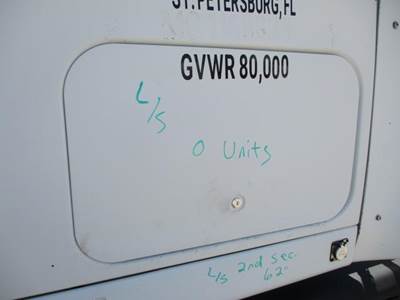 ST.PETERSBURG,FL
GVWR 80,000
L/S
0 Units
L/S 2nd Sec.
62"